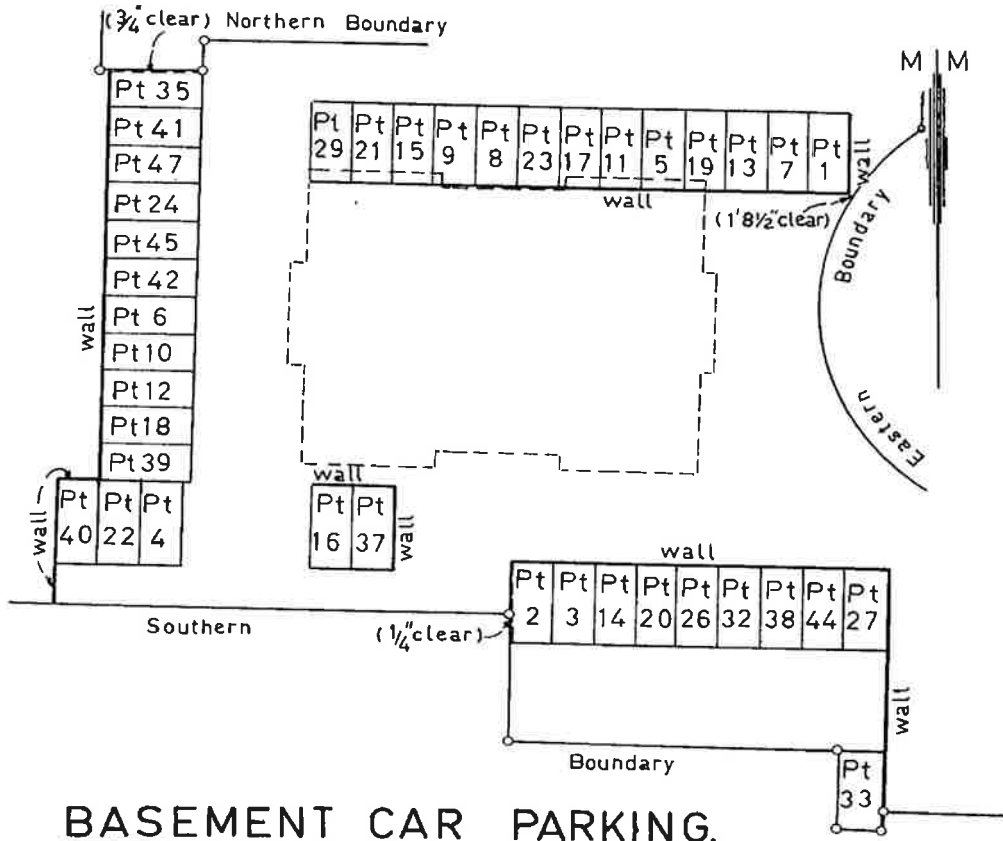 (3/4" clear) Northern Boundary
M M
Pt 35
Pt 41
Pt 47
Pt 24
Pt 45
Pt 42
Pt 6
Pt 10
Pt 12
Pt 18
Pt 39
wall
Pt 29
Pt 21
Pt 15
Pt 9
Pt 8
Pt 23
Pt 17
Pt 11
Pt 5
Pt 19
Pt 13
Pt 7
Pt 1
wall
wall
(1'8½" clear)
Eastern Boundary
wall
Pt 40
Pt 22
Pt 4
wall
Pt 16
Pt 37
wall
wall
Pt 2
Pt 3
Pt 14
Pt 20
Pt 26
Pt 32
Pt 38
Pt 44
Pt 27
Southern
(1/4" clear)
wall
Boundary
Pt 33
BASEMENT CAR PARKING.